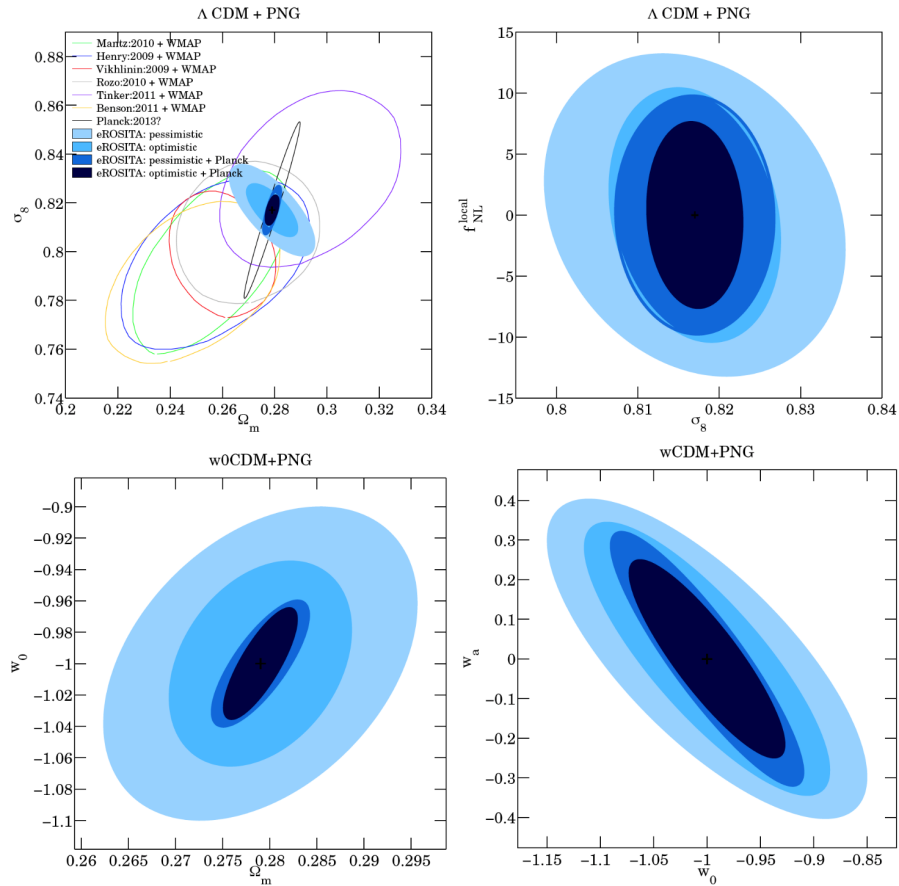 Λ CDM + PNG
0.88
0.86
0.84
0.82
0.8
0.78
0.76
0.74
σ8
Mantz:2010 + WMAP
Henry:2009 + WMAP
Vikhlinin:2009 + WMAP
Rozo:2010 + WMAP
Tinker:2011 + WMAP
Benson:2011 + WMAP
Planck:2013?
eROSITA: pessimistic
eROSITA: optimistic
eROSITA: pessimistic + Planck
eROSITA: optimistic + Planck
0.2 0.22 0.24 0.26 0.28 0.3 0.32 0.34
Ωm
Λ CDM + PNG
15
10
5
0
−5
−10
−15
f NL local
0.8 0.81 0.82 0.83 0.84
σ8
w0CDM+PNG
−0.9
−0.92
−0.94
−0.96
−0.98
−1
−1.02
−1.04
−1.06
−1.08
−1.1
w0
0.26 0.265 0.27 0.275 0.28 0.285 0.29 0.295
Ωm
wCDM+PNG
0.4
0.3
0.2
0.1
0
−0.1
−0.2
−0.3
−0.4
wa
−1.15 −1.1 −1.05 −1 −0.95 −0.9 −0.85
w0